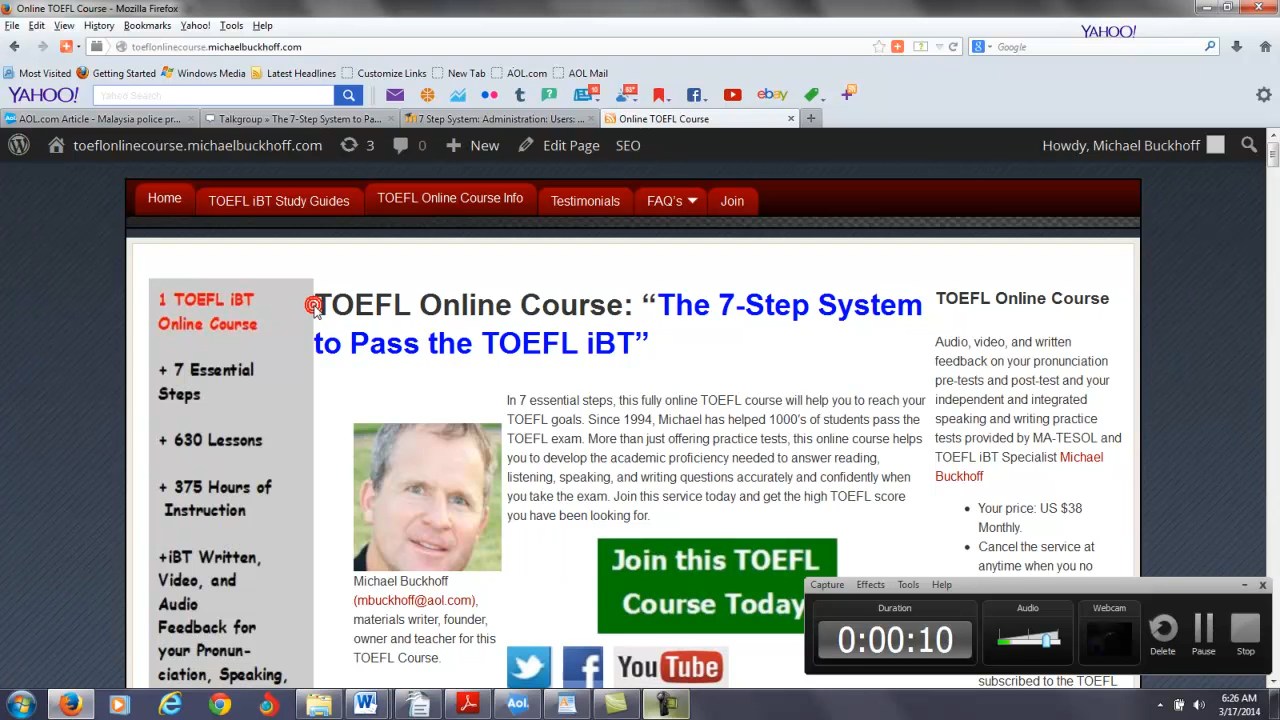 Online TOEFL Course - Mozilla Firefox
File Edit View History Bookmarks Yahoo! Tools Help
YAHOO!
toeflonlinecourse.michaelbuckhoff.com
Google
Most Visited Getting Started Windows Media Latest Headlines Customize Links New Tab AOL.com AOL Mail
YAHOO! Yahoo! Search ebay
AOL.com Article - Malaysia police pr... Talkgroup » The 7-Step System to Pa... 7 Step System: Administration: Users: ... Online TOEFL Course
toeflonlinecourse.michaelbuckhoff.com 3 0 New Edit Page SEO Howdy, Michael Buckhoff
Home TOEFL iBT Study Guides TOEFL Online Course Info Testimonials FAQ's Join
1 TOEFL iBT
Online Course
+ 7 Essential
Steps
+ 630 Lessons
+ 375 Hours of
Instruction
+iBT Written,
Video, and
Audio
Feedback for
your Pronun-
ciation, Speaking,
TOEFL Online Course: “The 7-Step System
to Pass the TOEFL iBT”
In 7 essential steps, this fully online TOEFL course will help you to reach your
TOEFL goals. Since 1994, Michael has helped 1000's of students pass the
TOEFL exam. More than just offering practice tests, this online course helps
you to develop the academic proficiency needed to answer reading,
listening, speaking, and writing questions accurately and confidently when
you take the exam. Join this service today and get the high TOEFL score
you have been looking for.
Michael Buckhoff
(mbuckhoff@aol.com),
materials writer, founder,
owner and teacher for this
TOEFL Course.
Join this TOEFL
Course Today
You Tube
TOEFL Online Course
Audio, video, and written
feedback on your pronunciation
pre-tests and post-test and your
independent and integrated
speaking and writing practice
tests provided by MA-TESOL and
TOEFL iBT Specialist Michael
Buckhoff
Your price: US $38
Monthly.
Cancel the service at
anytime when you no
subscribed to the TOEFL
Capture Effects Tools Help
Duration Audio Webcam
0:00:10
Delete Pause Stop
Aol.
6:26 AM
3/17/2014